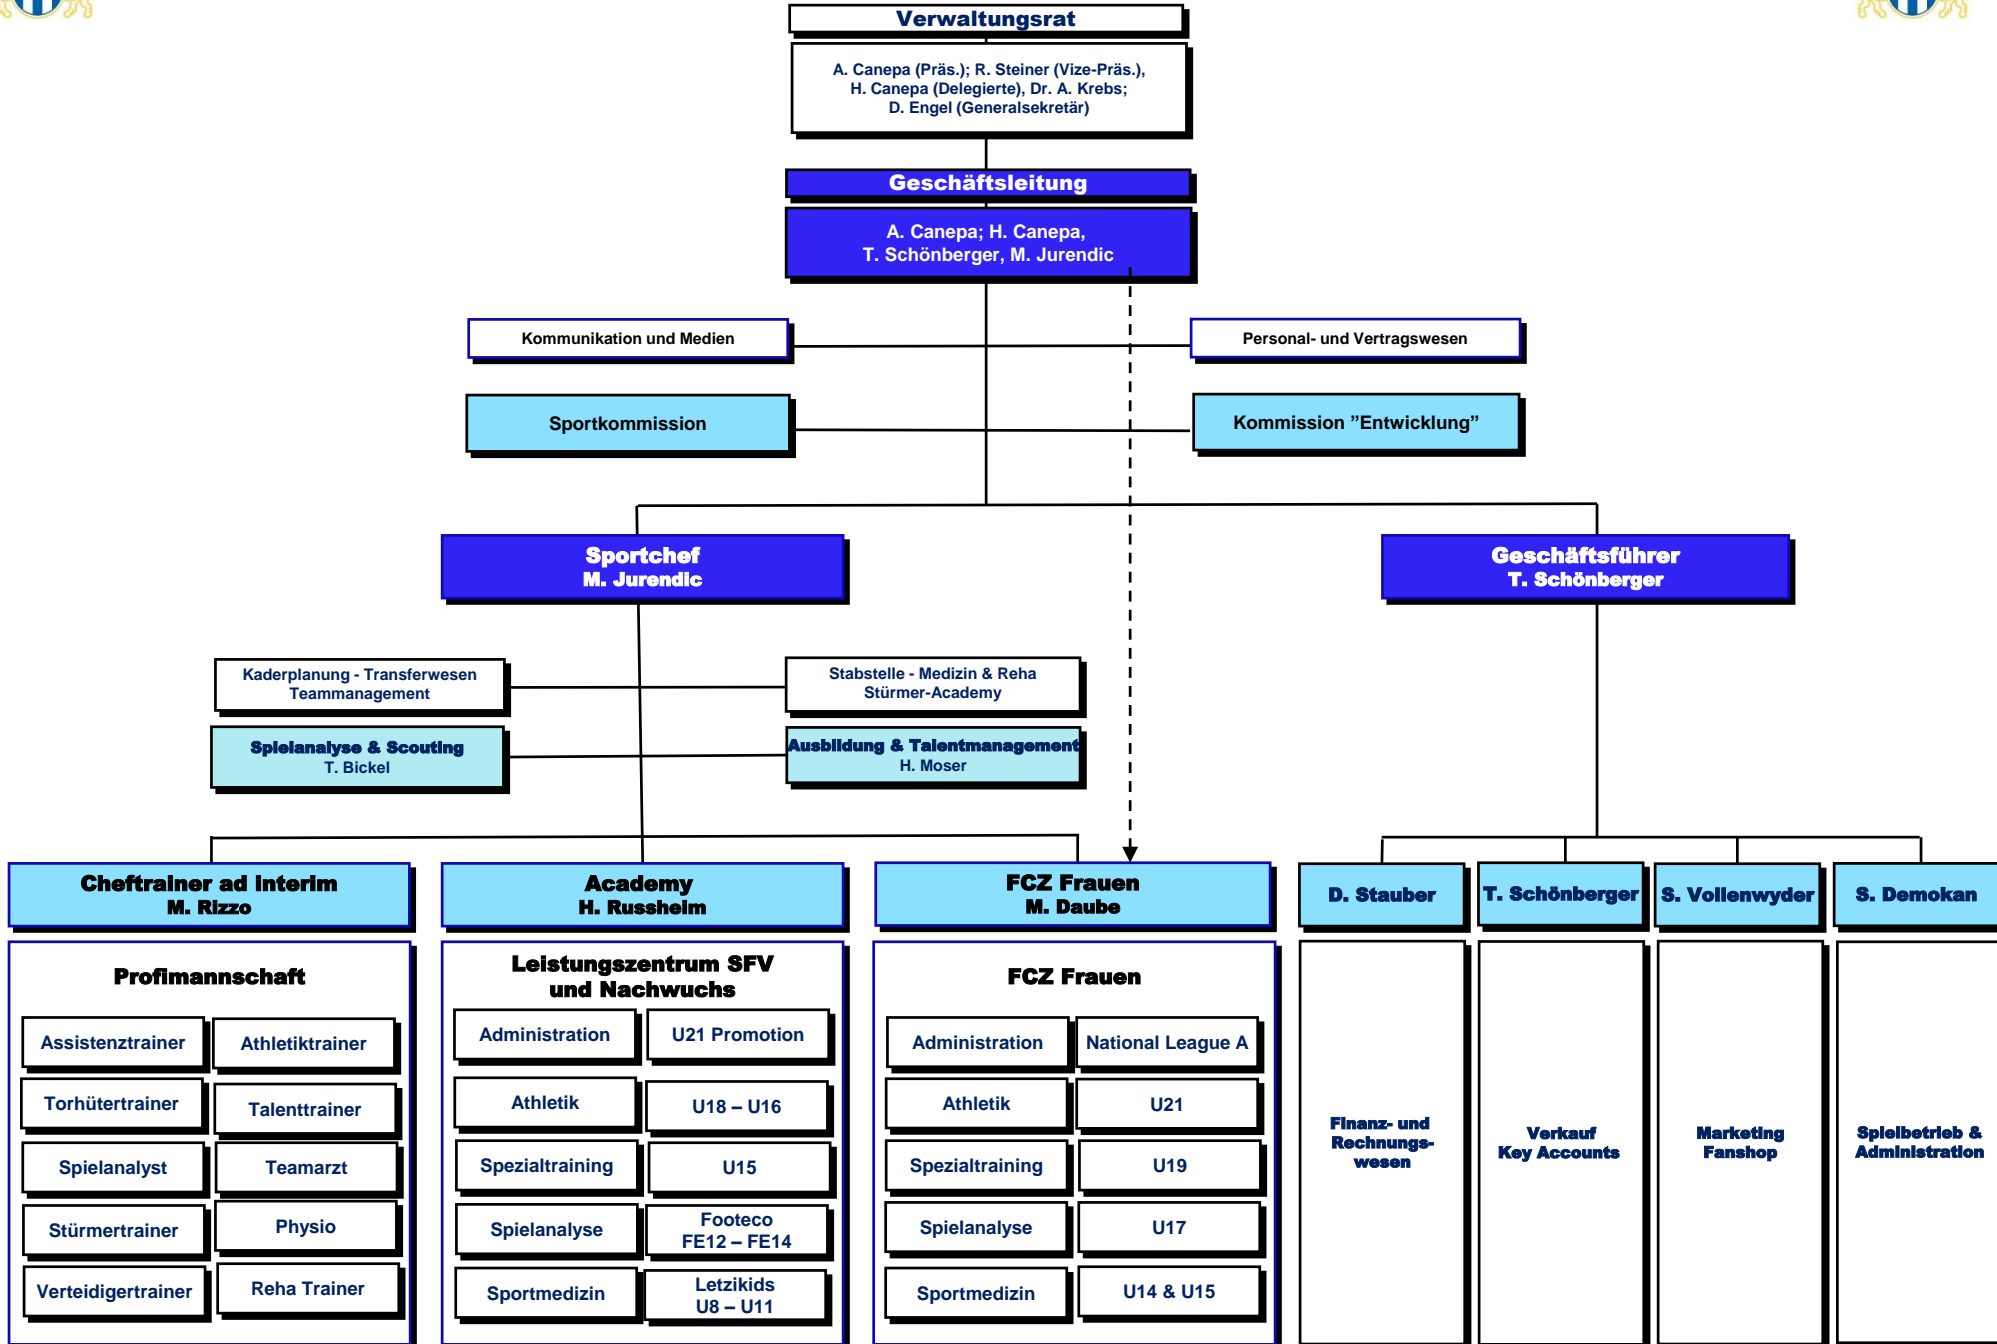 Verwaltungsrat
A. Canepa (Präs.); R. Steiner (Vize-Präs.),
H. Canepa (Delegierte), Dr. A. Krebs;
D. Engel (Generalsekretär)
Geschäftsleitung
A. Canepa; H. Canepa,
T. Schönberger, M. Jurendic
Kommunikation und Medien
Personal- und Vertragswesen
Sportkommission
Kommission ”Entwicklung”
Sportchef
M. Jurendic
Geschäftsführer
T. Schönberger
Kaderplanung - Transferwesen
Teammanagement
Stabstelle - Medizin & Reha
Stürmer-Academy
Spielanalyse & Scouting
T. Bickel
Ausbildung & Talentmanagement
H. Moser
Cheftrainer ad interim
M. Rizzo
Academy
H. Russheim
FCZ Frauen
M. Daube
D. Stauber
T. Schönberger
S. Vollenwyder
S. Demokan
Profimannschaft
Assistenztrainer
Athletiktrainer
Torhütertrainer
Talenttrainer
Spielanalyst
Teamarzt
Stürmertrainer
Physio
Verteidigertrainer
Reha Trainer
Leistungszentrum SFV
und Nachwuchs
Administration
U21 Promotion
Athletik
U18 – U16
Spezialtraining
U15
Spielanalyse
Footeco
FE12 – FE14
Sportmedizin
Letzikids
U8 – U11
FCZ Frauen
Administration
National League A
Athletik
U21
Spezialtraining
U19
Spielanalyse
U17
Sportmedizin
U14 & U15
Finanz- und
Rechnungs-
wesen
Verkauf
Key Accounts
Marketing
Fanshop
Spielbetrieb &
Administration